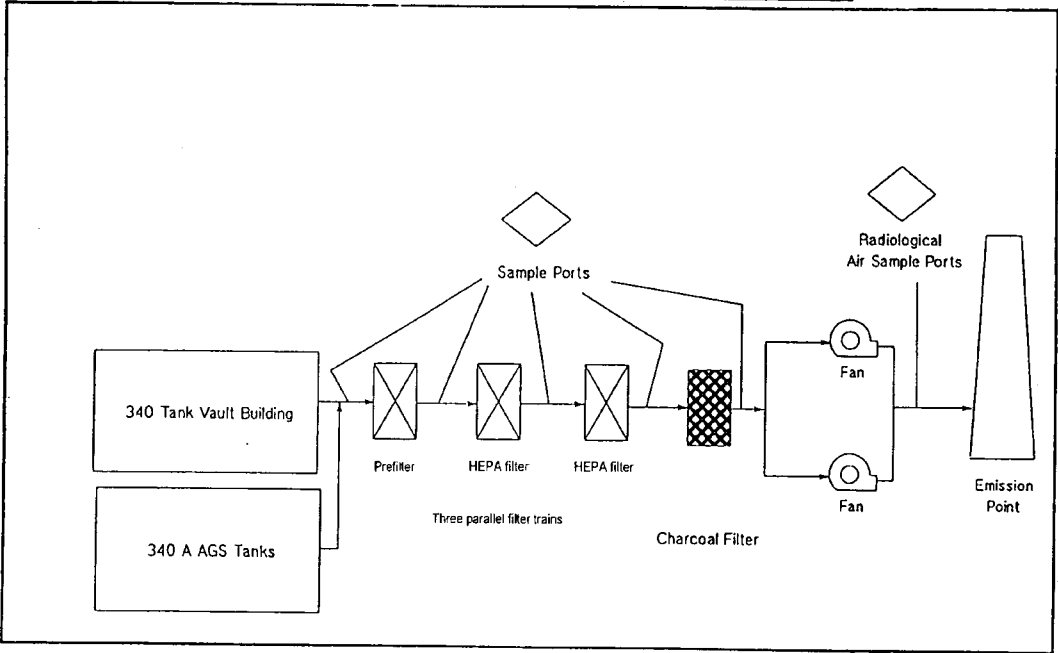 Radiological
Air Sample Ports
Sample Ports
Fan
340 Tank Vault Building
Prefilter
HEPA filter
HEPA filter
Fan
Emission
Point
Three parallel filter trains
Charcoal Filter
340 A AGS Tanks